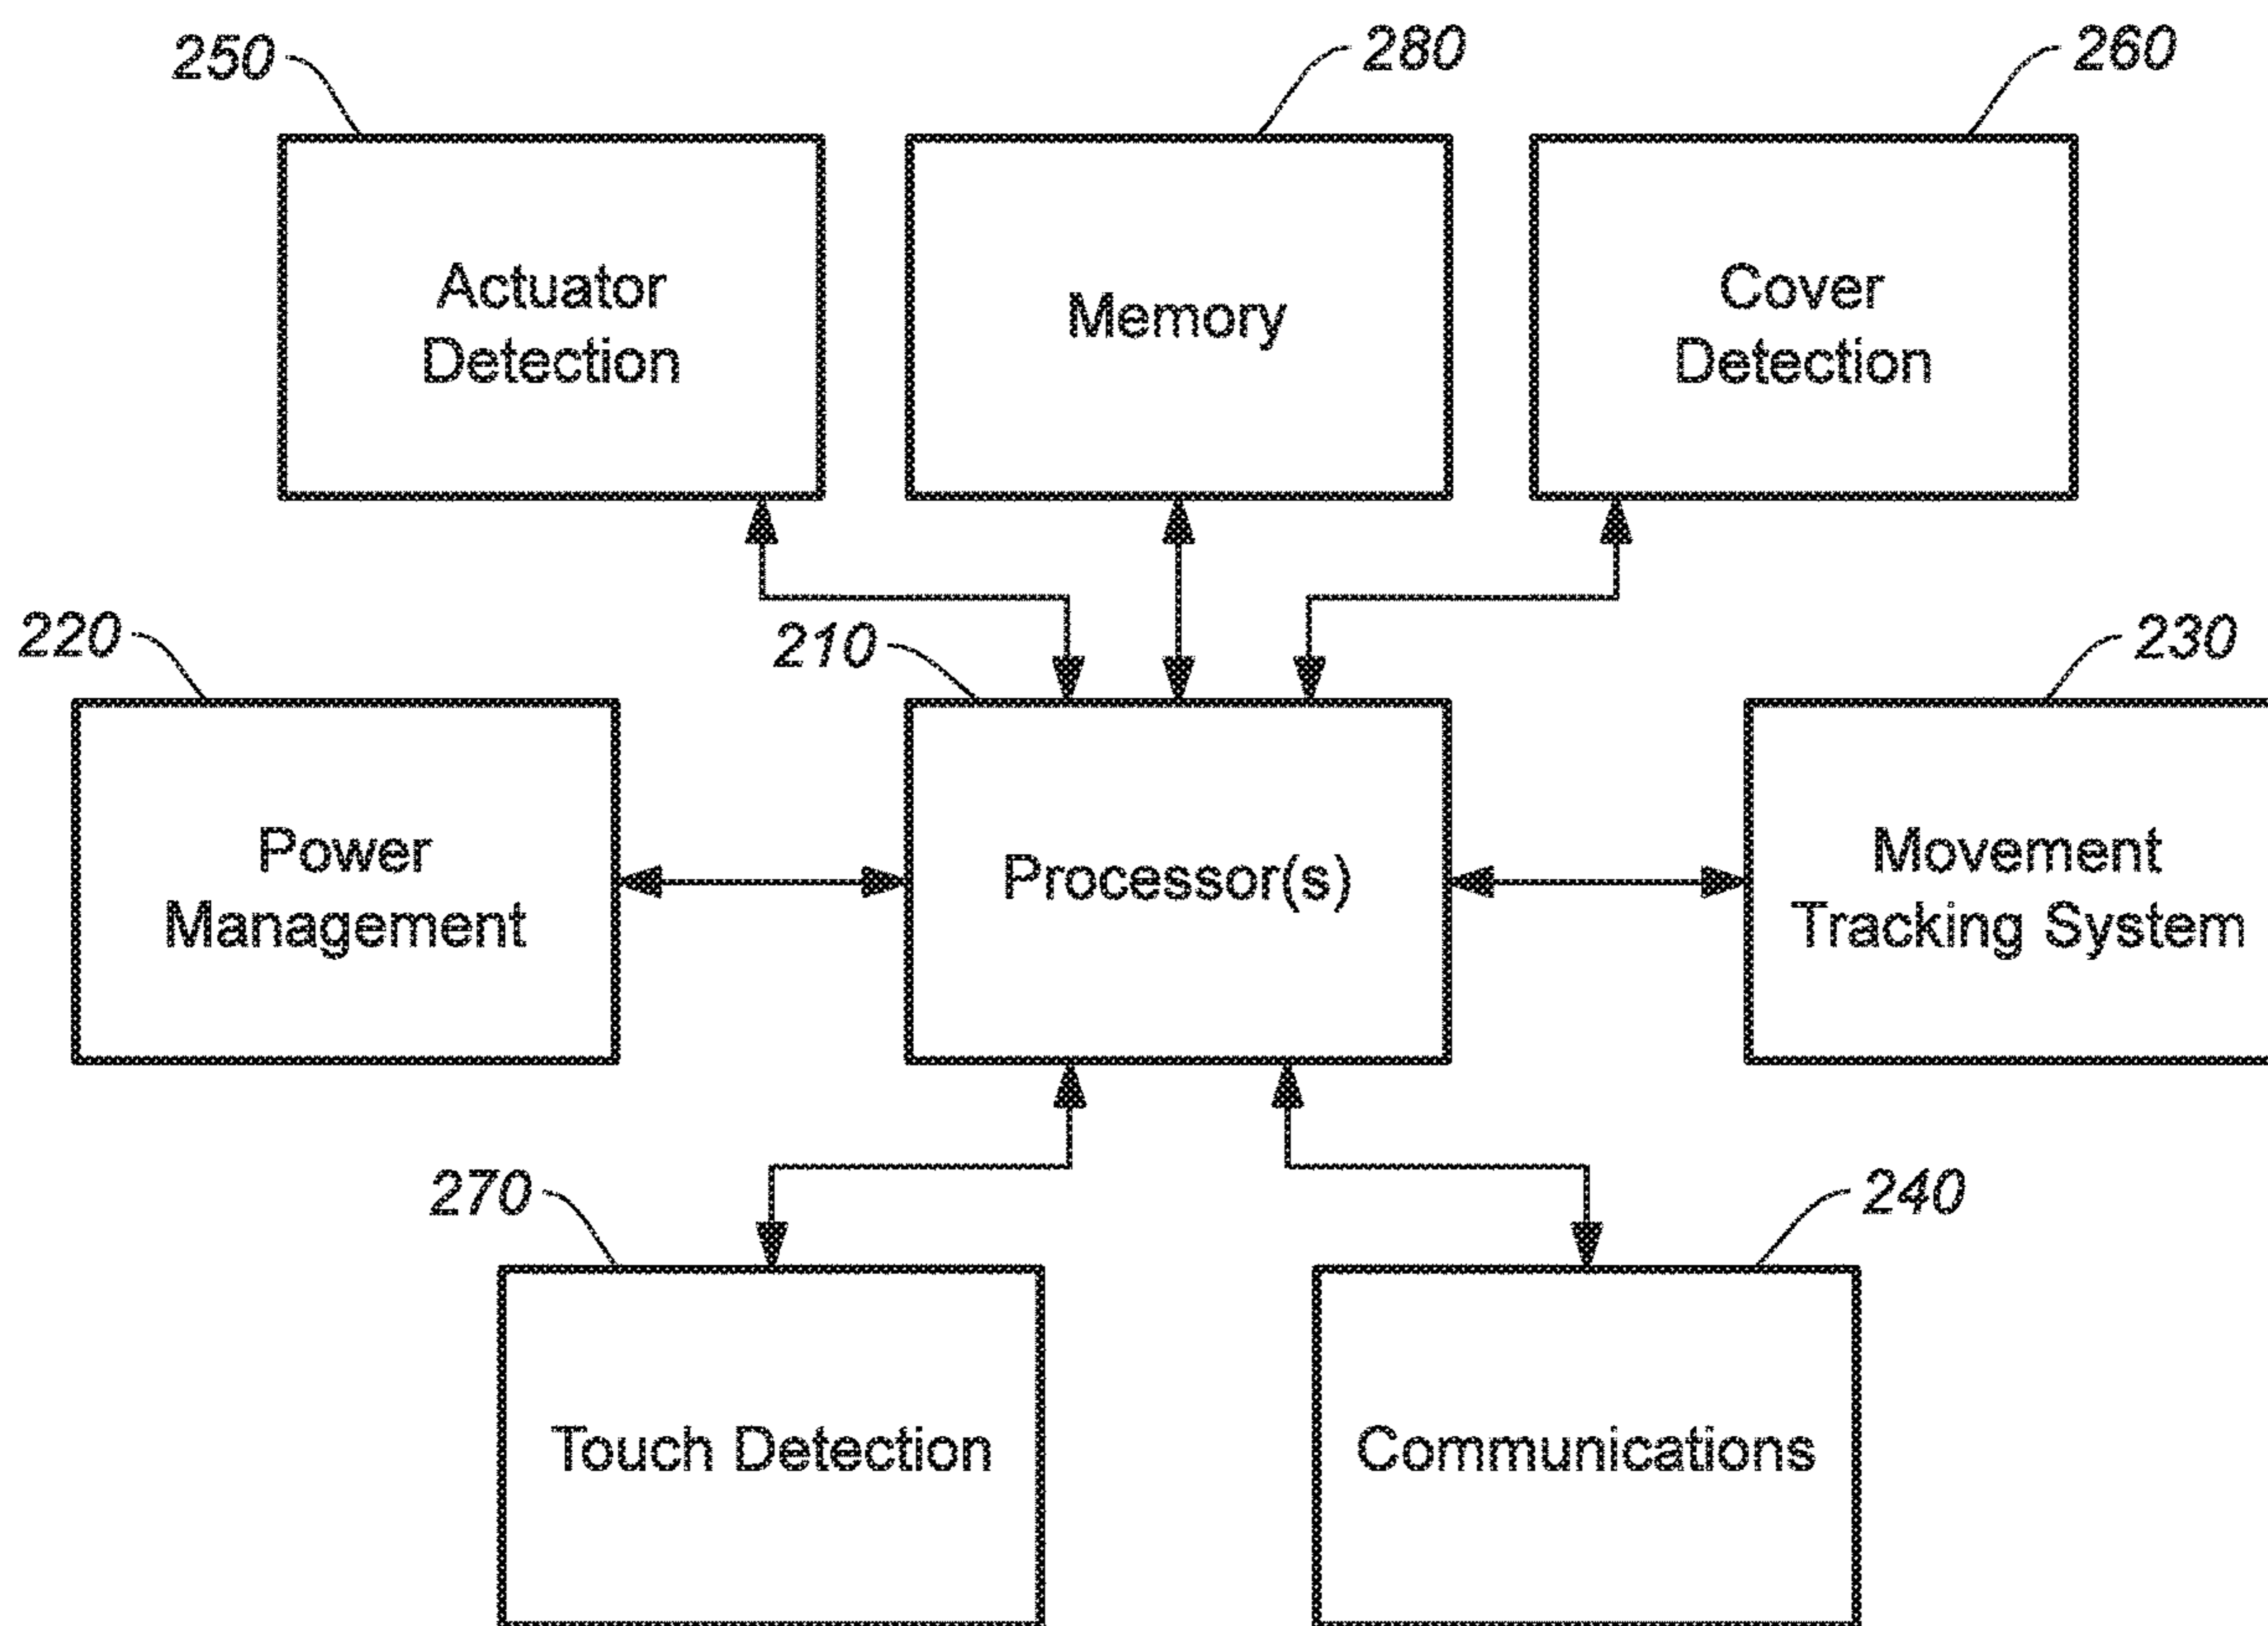 250
280
260
Actuator
Detection
Memory
Cover
Detection
220
210
230
Power
Management
Processor(s)
Movement
Tracking System
270
240
Touch Detection
Communications